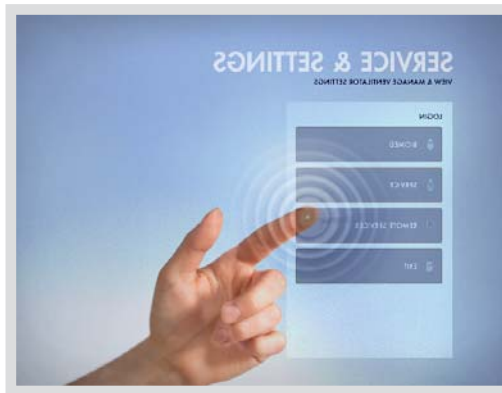 SERVICE & SETTINGS
VIEW & MANAGE VENTILATOR SETTINGS
LOGIN
BIOMED
SERVICE
REMOTE SERVICES
EXIT